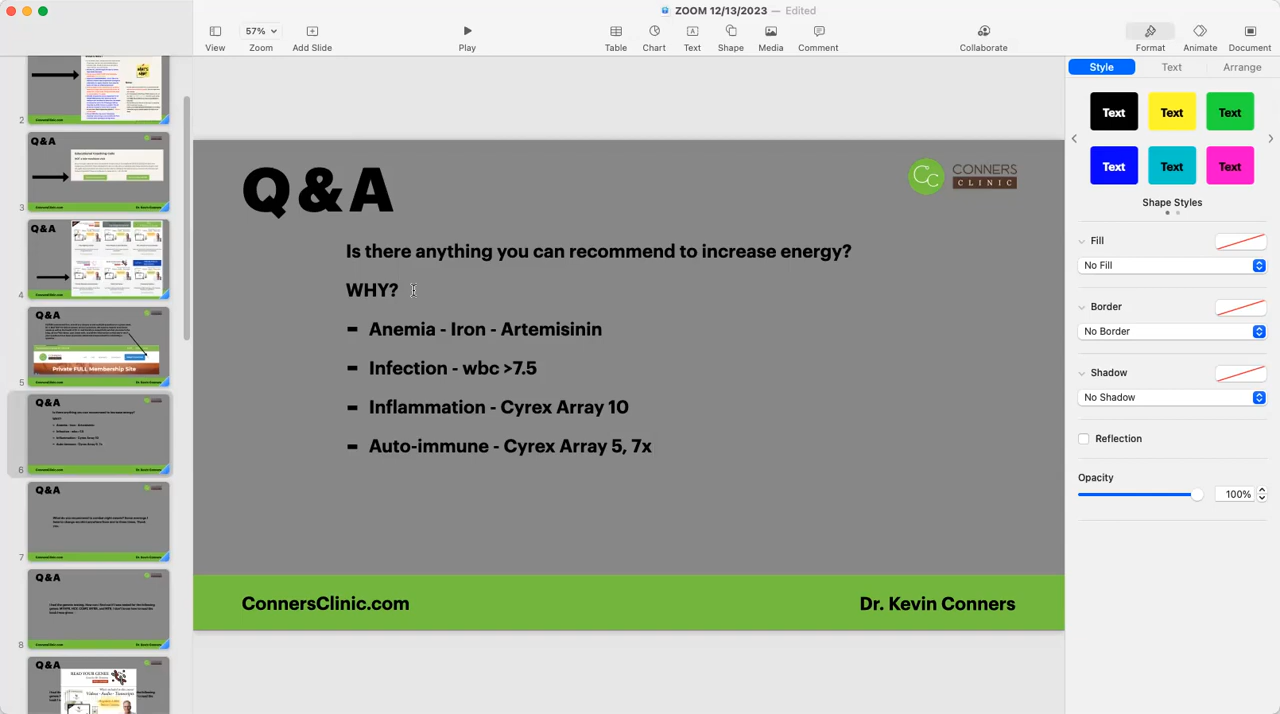 ZOOM 12/13/2023 — Edited
57%
View
Zoom
Add Slide
Play
Table
Chart
Text
Shape
Media
Comment
Collaborate
Format
Animate
Document
Style
Text
Arrange
Text
Text
Text
Text
Text
Text
Shape Styles
Fill
No Fill
Border
No Border
Shadow
No Shadow
Reflection
Opacity
100%
2
Q&A
3
Q&A
4
5
Private FULL Membership Site
Q&A
6
Q&A
7
Q&A
8
Q&A
READ YOUR GENES
Q&A
CC CONNERS
CLINIC
Is there anything you can recommend to increase energy?
WHY?
- Anemia - Iron - Artemisinin
- Infection - wbc >7.5
- Inflammation - Cyrex Array 10
- Auto-immune - Cyrex Array 5, 7x
ConnersClinic.com
Dr. Kevin Conners